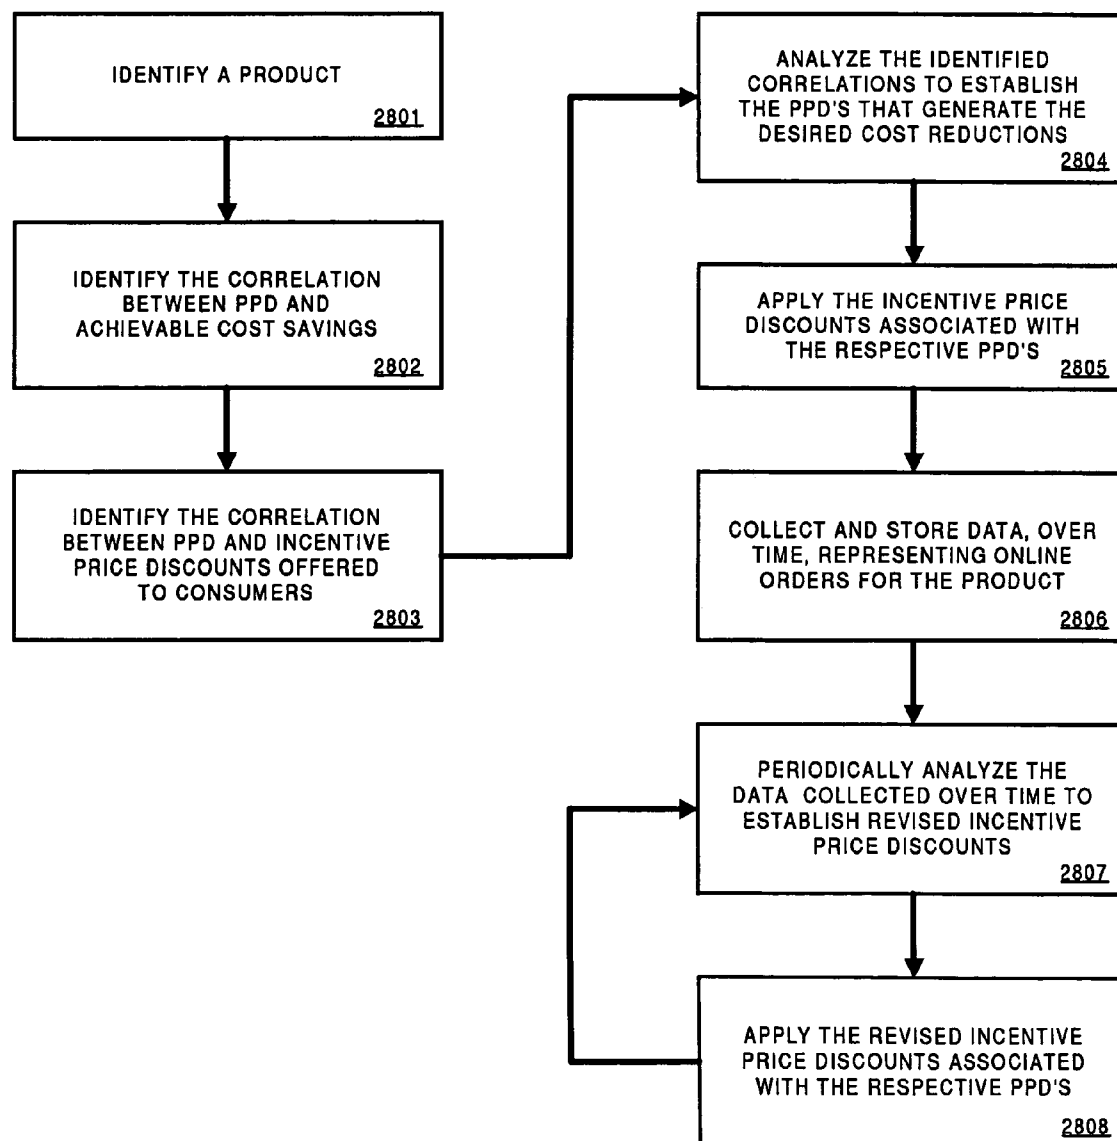 IDENTIFY A PRODUCT
2801
IDENTIFY THE CORRELATION
BETWEEN PPD AND
ACHIEVABLE COST SAVINGS
2802
IDENTIFY THE CORRELATION
BETWEEN PPD AND INCENTIVE
PRICE DISCOUNTS OFFERED
TO CONSUMERS
2803
ANALYZE THE IDENTIFIED
CORRELATIONS TO ESTABLISH
THE PPD'S THAT GENERATE THE
DESIRED COST REDUCTIONS
2804
APPLY THE INCENTIVE PRICE
DISCOUNTS ASSOCIATED WITH
THE RESPECTIVE PPD'S
2805
COLLECT AND STORE DATA, OVER
TIME, REPRESENTING ONLINE
ORDERS FOR THE PRODUCT
2806
PERIODICALLY ANALYZE THE
DATA COLLECTED OVER TIME TO
ESTABLISH REVISED INCENTIVE
PRICE DISCOUNTS
2807
APPLY THE REVISED INCENTIVE
PRICE DISCOUNTS ASSOCIATED
WITH THE RESPECTIVE PPD'S
2808